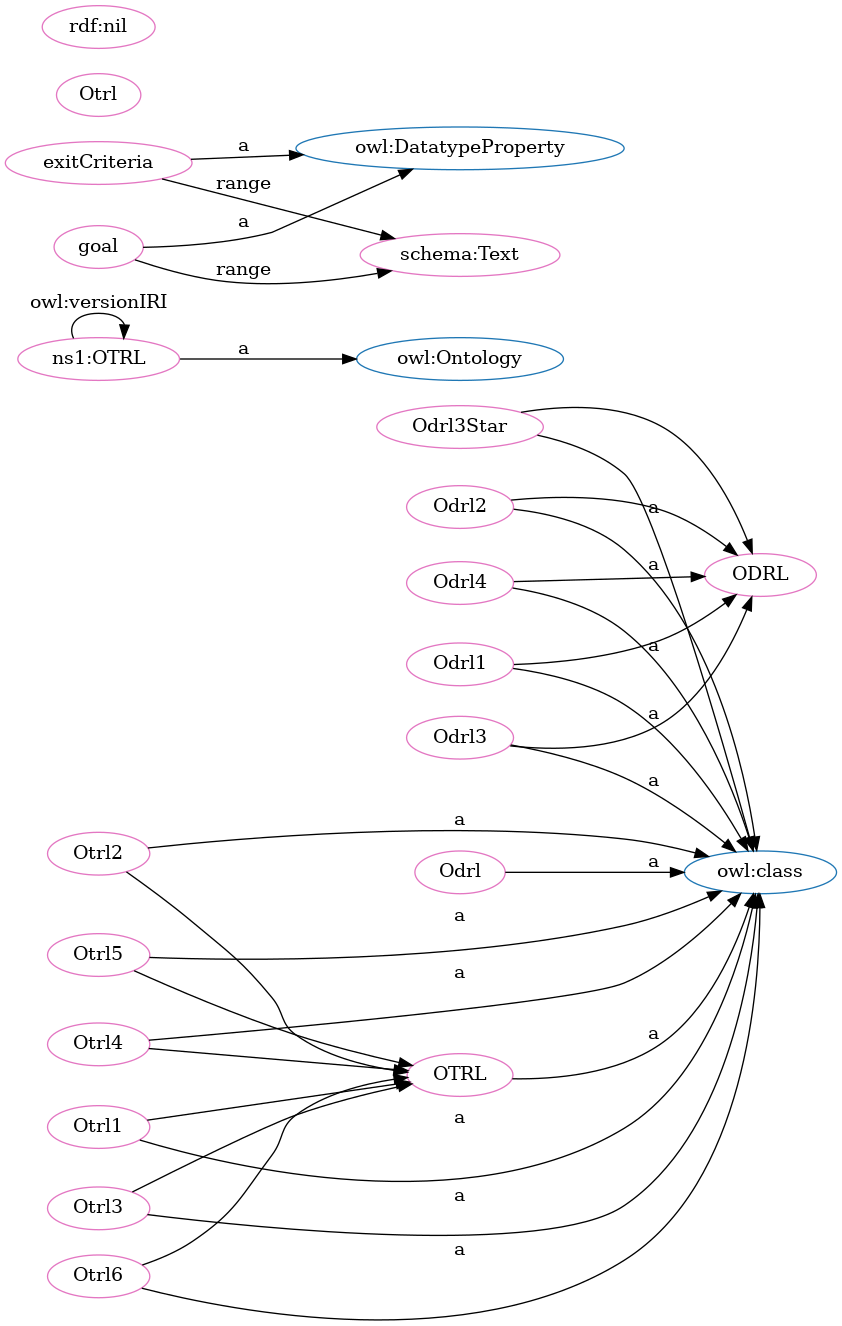 rdf:nil
Otrl
exitCriteria
a
owl:DatatypeProperty
range
a
goal
schema:Text
range
owl:versionIRI
ns1:OTRL
a
owl:Ontology
Odrl3Star
Odrl2
a
a
Odrl4
ODRL
Odrl1
a
Odrl3
a
a
Otrl2
a
Odrl
a
owl:class
a
Otrl5
a
Otrl4
a
OTRL
Otrl1
a
Otrl3
a
Otrl6
a